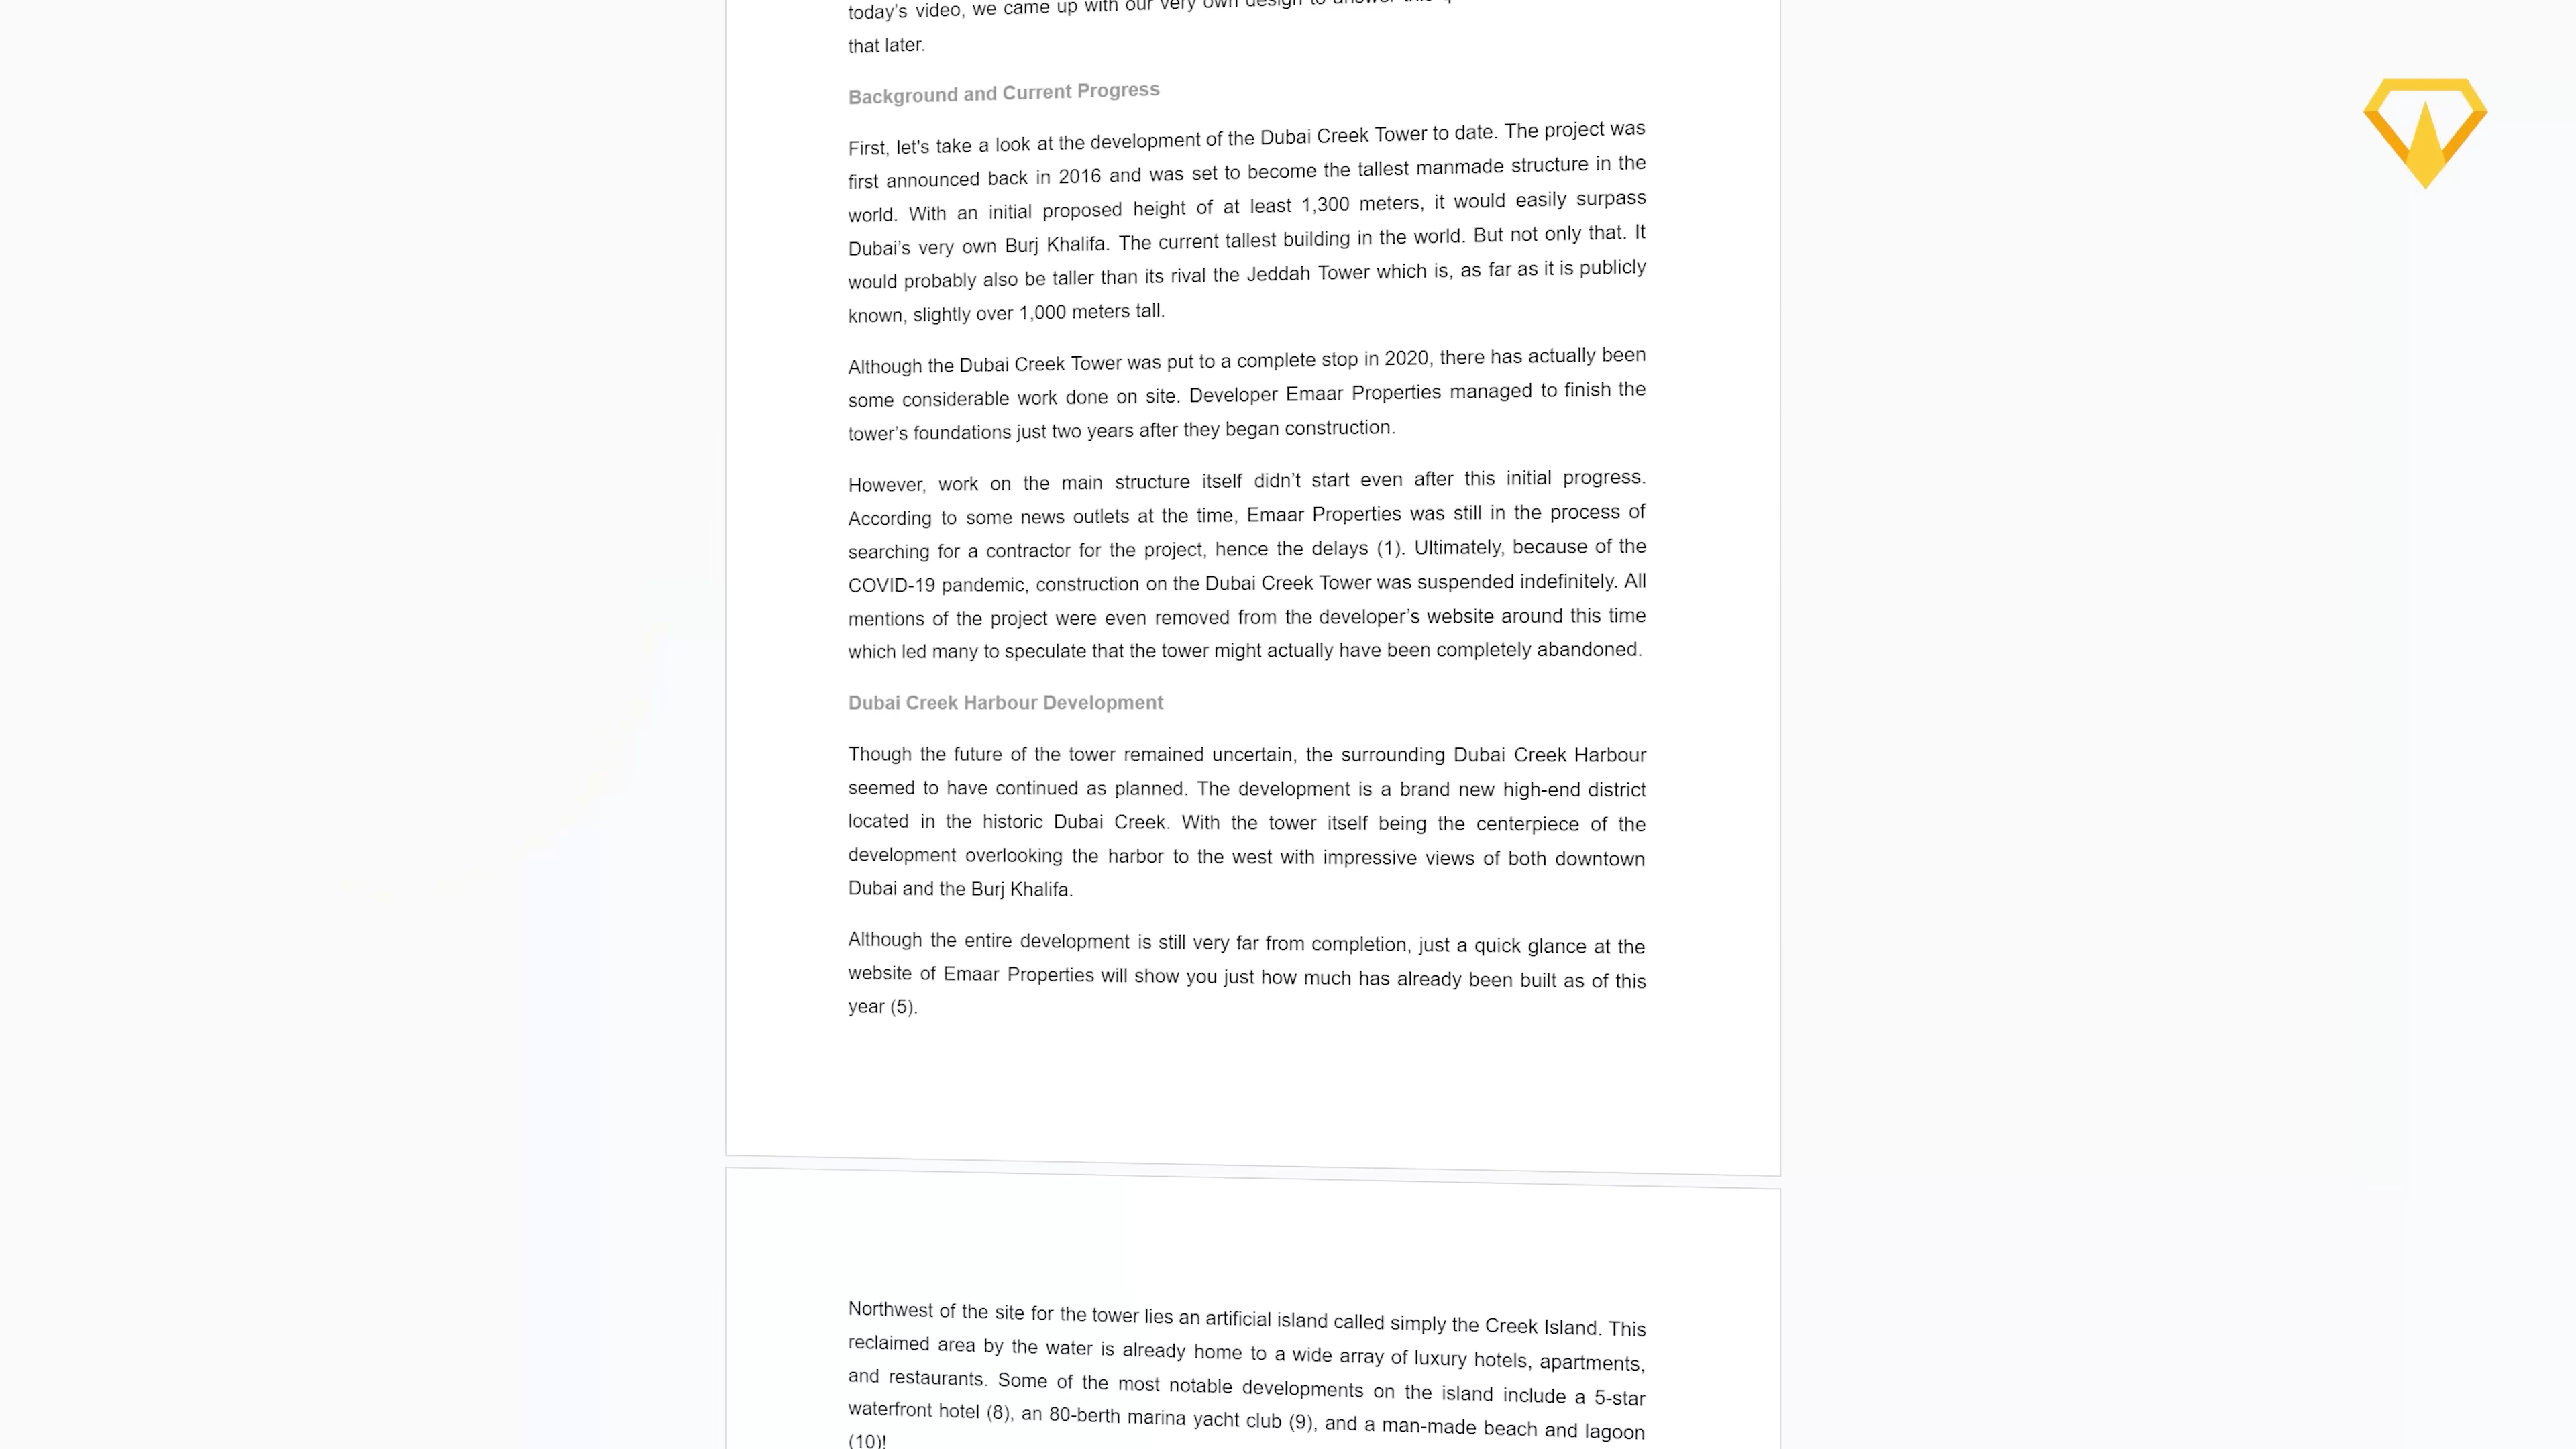 today's video, we came up with our very own design to answer this
that later.
Background and Current Progress
First, let's take a look at the development of the Dubai Creek Tower to date. The project was
first announced back in 2016 and was set to become the tallest manmade structure in the
world. With an initial proposed height of at least 1,300 meters, it would easily surpass
Dubai's very own Burj Khalifa. The current tallest building in the world. But not only that. It
would probably also be taller than its rival the Jeddah Tower which is, as far as it is publicly
known, slightly over 1,000 meters tall.
Although the Dubai Creek Tower was put to a complete stop in 2020, there has actually been
some considerable work done on site. Developer Emaar Properties managed to finish the
tower's foundations just two years after they began construction.
However, work on the main structure itself didn't start even after this initial progress.
According to some news outlets at the time, Emaar Properties was still in the process of
searching for a contractor for the project, hence the delays (1). Ultimately, because of the
COVID-19 pandemic, construction on the Dubai Creek Tower was suspended indefinitely. All
mentions of the project were even removed from the developer's website around this time
which led many to speculate that the tower might actually have been completely abandoned.
Dubai Creek Harbour Development
Though the future of the tower remained uncertain, the surrounding Dubai Creek Harbour
seemed to have continued as planned. The development is a brand new high-end district
located in the historic Dubai Creek. With the tower itself being the centerpiece of the
development overlooking the harbor to the west with impressive views of both downtown
Dubai and the Burj Khalifa.
Although the entire development is still very far from completion, just a quick glance at the
website of Emaar Properties will show you just how much has already been built as of this
year (5).
Northwest of the site for the tower lies an artificial island called simply the Creek Island. This
reclaimed area by the water is already home to a wide array of luxury hotels, apartments,
and restaurants. Some of the most notable developments on the island include a 5-star
waterfront hotel (8), an 80-berth marina yacht club (9), and a man-made beach and lagoon
(10)!